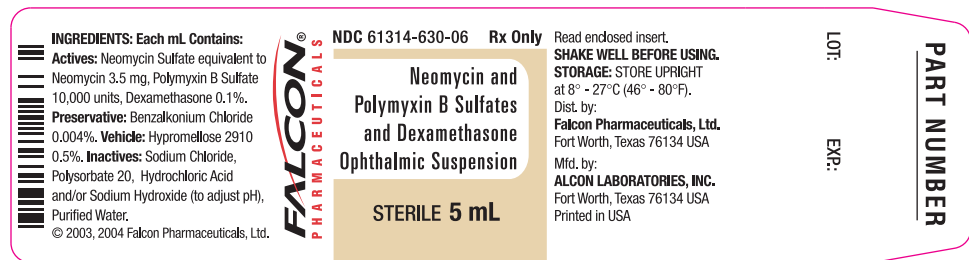 INGREDIENTS: Each mL Contains:
Actives: Neomycin Sulfate equivalent to
Neomycin 3.5 mg, Polymyxin B Sulfate
10,000 units, Dexamethasone 0.1%.
Preservative: Benzalkonium Chloride
0.004%. Vehicle: Hypromellose 2910
0.5%. Inactives: Sodium Chloride,
Polysorbate 20, Hydrochloric Acid
and/or Sodium Hydroxide (to adjust pH),
Purified Water.
© 2003, 2004 Falcon Pharmaceuticals, Ltd.
FALCON®
PHARMACEUTICALS
NDC 61314-630-06 Rx Only
Neomycin and
Polymyxin B Sulfates
and Dexamethasone
Ophthalmic Suspension
STERILE 5 mL
Read enclosed insert.
SHAKE WELL BEFORE USING.
STORAGE: STORE UPRIGHT
at 8° - 27°C (46° - 80°F).
Dist. by:
Falcon Pharmaceuticals, Ltd.
Fort Worth, Texas 76134 USA
Mfd. by:
ALCON LABORATORIES, INC.
Fort Worth, Texas 76134 USA
Printed in USA
LOT: EXP.:
PART NUMBER